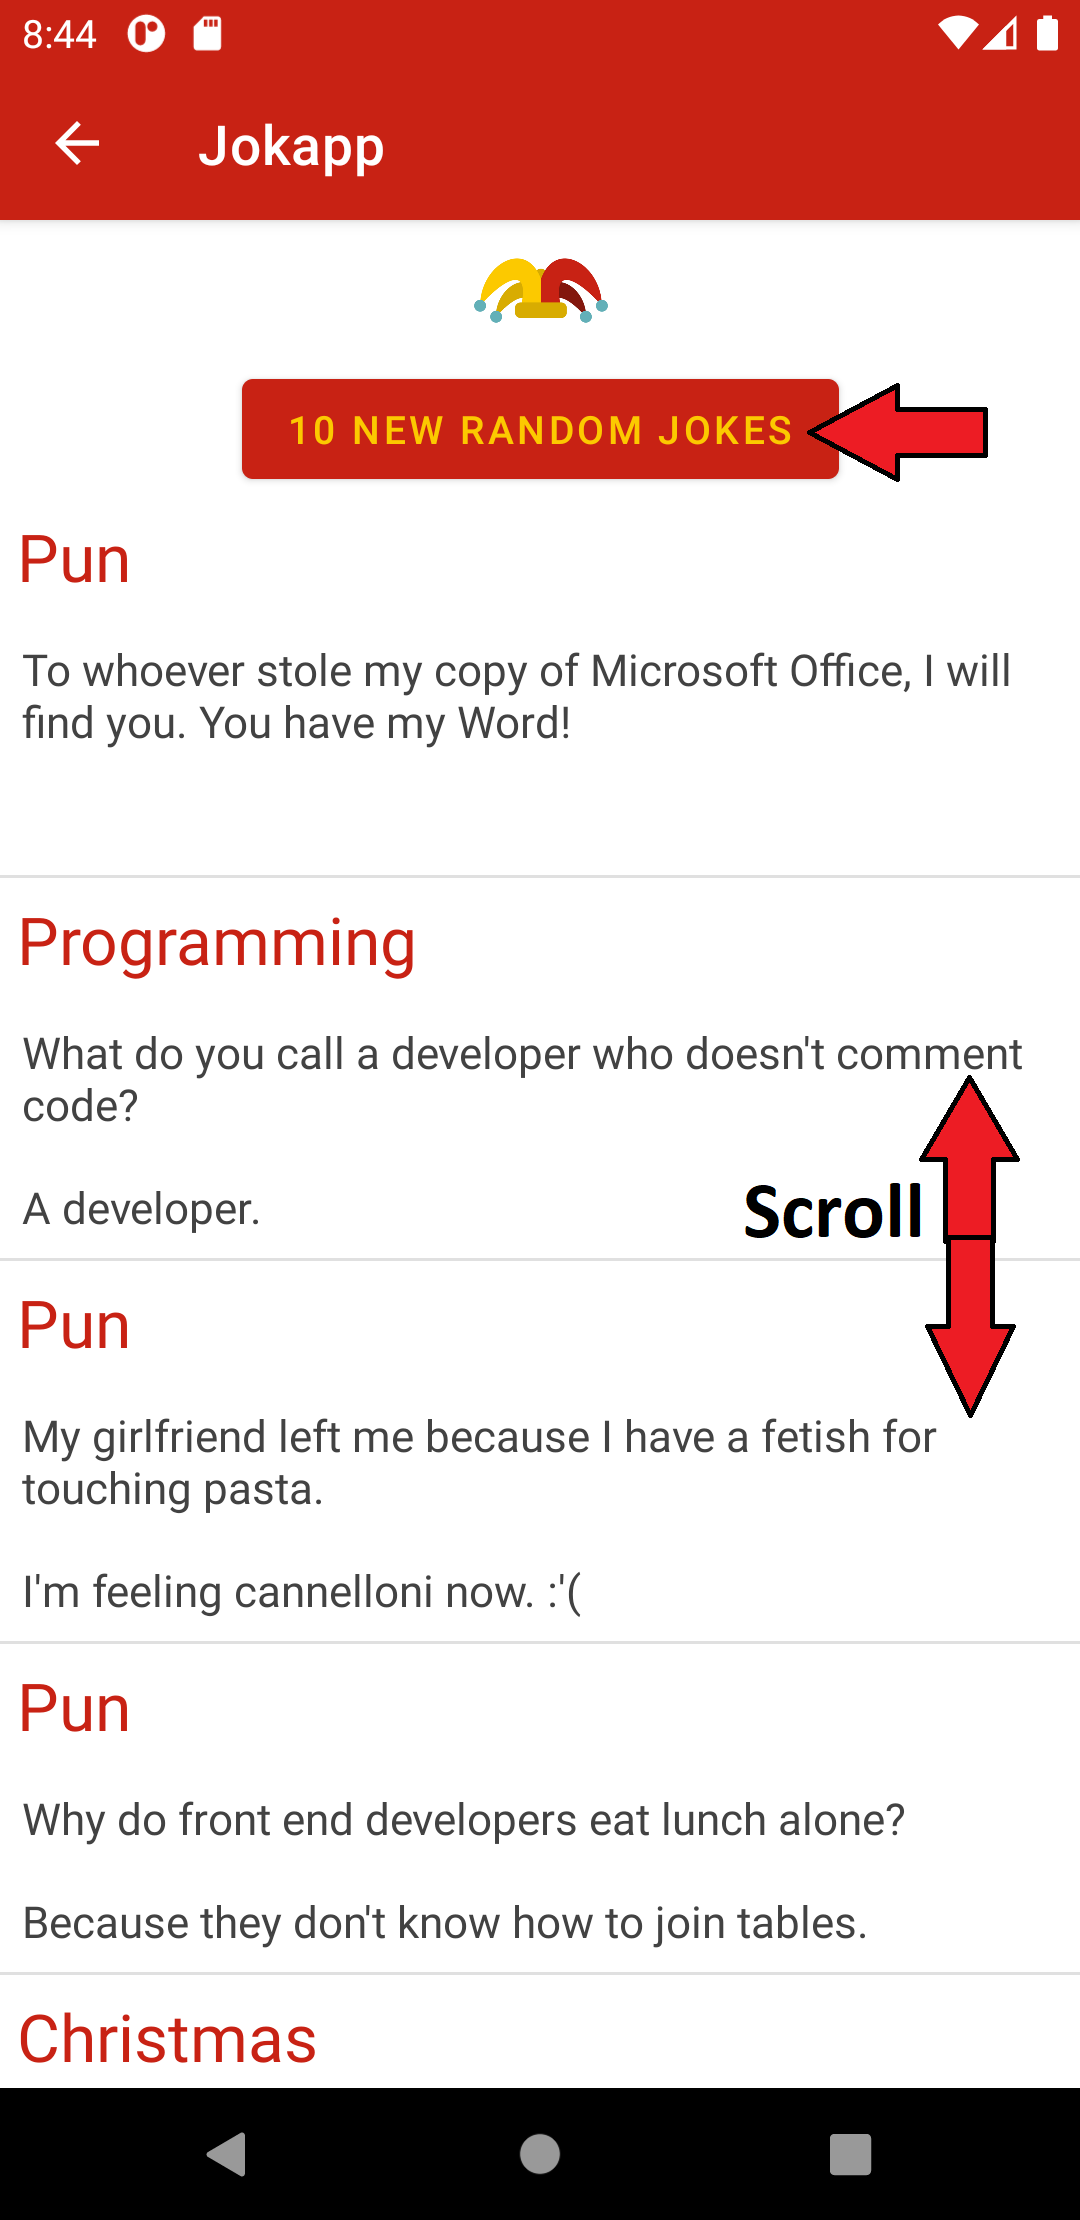 8:44
Jokapp
10 NEW RANDOM JOKES
Pun
To whoever stole my copy of Microsoft Office, I will
find you. You have my Word!
Programming
What do you call a developer who doesn't comment
code?
A developer.
Scroll
Pun
My girlfriend left me because I have a fetish for
touching pasta.
I'm feeling cannelloni now. :'(
Pun
Why do front end developers eat lunch alone?
Because they don't know how to join tables.
Christmas